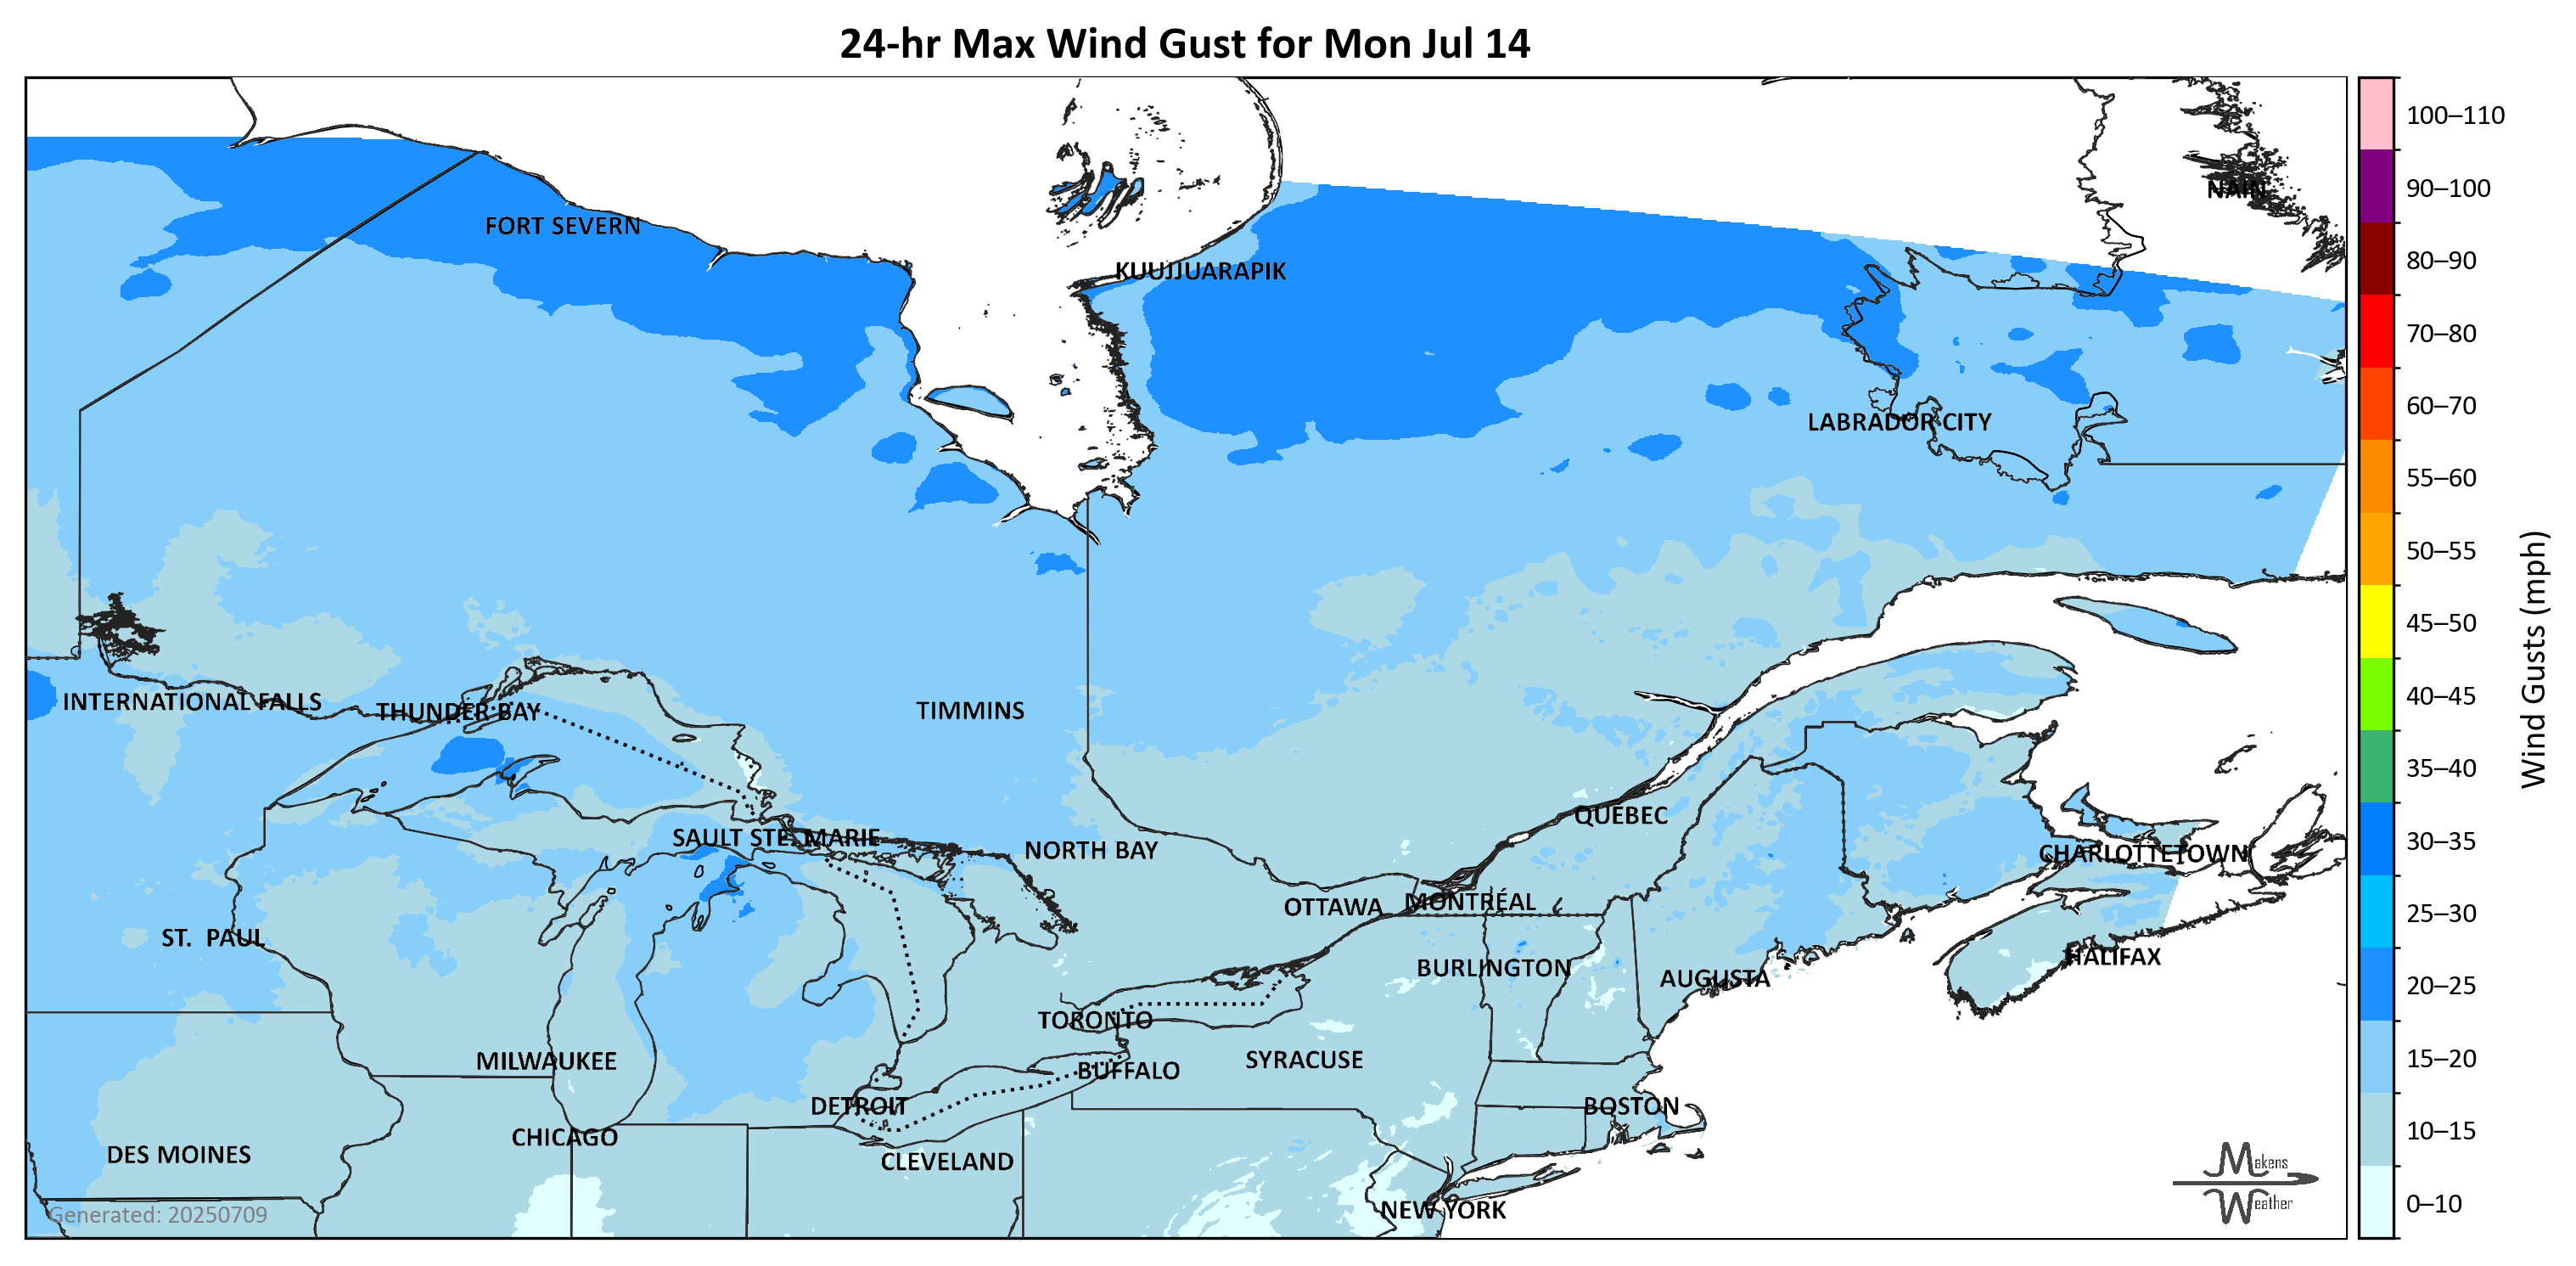 24-hr Max Wind Gust for Mon Jul 14
NAIN
FORT SEVERN
KUUJJUARAPIK
LABRADOR CITY
INTERNATIONAL FALLS
THUNDER BAY
TIMMINS
QUEBEC
SAULT STE. MARIE
NORTH BAY
CHARLOTTETOWN
OTTAWA
MONTRÉAL
ST. PAUL
HALIFAX
BURLINGTON
AUGUSTA
TORONTO
MILWAUKEE
SYRACUSE
BUFFALO
DETROIT
BOSTON
CHICAGO
DES MOINES
CLEVELAND
NEW YORK
Generated: 20250709
Makens
Weather
100–110
90–100
80–90
70–80
60–70
55–60
50–55
45–50
40–45
35–40
30–35
25–30
20–25
15–20
10–15
0–10
Wind Gusts (mph)